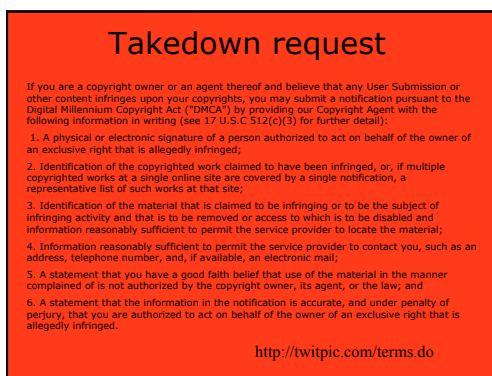 Takedown request
If you are a copyright owner or an agent thereof and believe that any User Submission or
other content infringes upon your copyrights, you may submit a notification pursuant to the
Digital Millennium Copyright Act ("DMCA") by providing our Copyright Agent with the
following information in writing (see 17 U.S.C 512(c)(3) for further detail):
1. A physical or electronic signature of a person authorized to act on behalf of the owner of
an exclusive right that is allegedly infringed;
2. Identification of the copyrighted work claimed to have been infringed, or, if multiple
copyrighted works at a single online site are covered by a single notification, a
representative list of such works at that site;
3. Identification of the material that is claimed to be infringing or to be the subject of
infringing activity and that is to be removed or access to which is to be disabled and
information reasonably sufficient to permit the service provider to locate the material;
4. Information reasonably sufficient to permit the service provider to contact you, such as an
address, telephone number, and, if available, an electronic mail;
5. A statement that you have a good faith belief that use of the material in the manner
complained of is not authorized by the copyright owner, its agent, or the law; and
6. A statement that the information in the notification is accurate, and under penalty of
perjury, that you are authorized to act on behalf of the owner of an exclusive right that is
allegedly infringed.
http://twitpic.com/terms.do